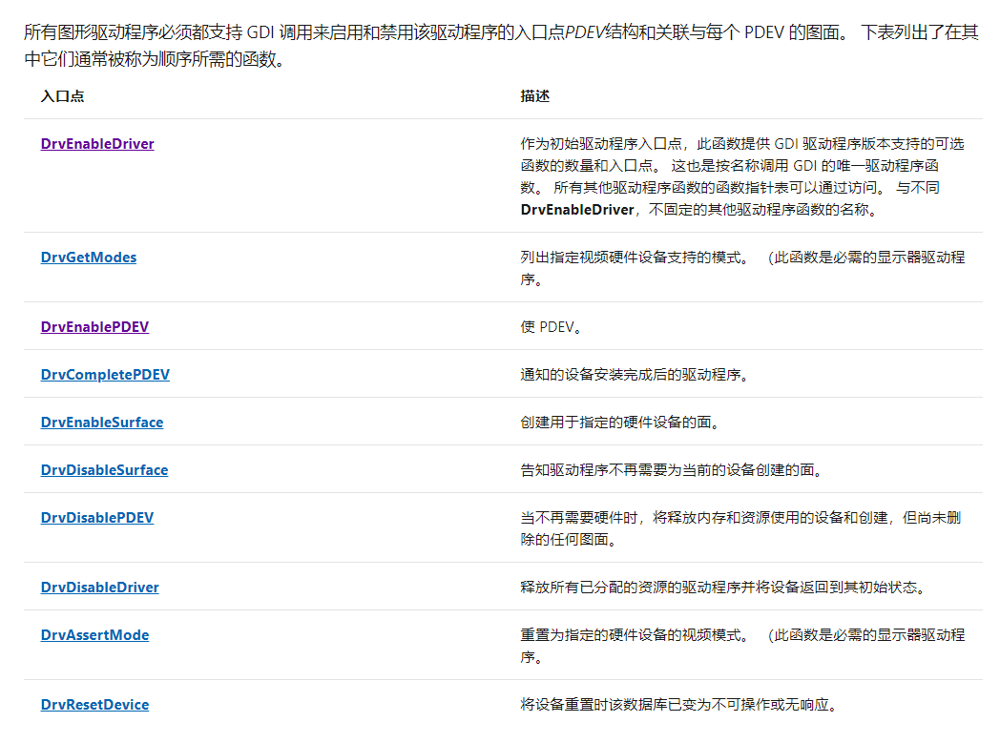 所有图形驱动程序必须都支持 GDI 调用来启用和禁用该驱动程序的入口点PDEV结构和关联与每个 PDEV 的图面。 下表列出了在其
中它们通常被称为顺序所需的函数。
入口点
描述
DrvEnableDriver
作为初始驱动程序入口点，此函数提供 GDI 驱动程序版本支持的可选
函数的数量和入口点。 这也是按名称调用 GDI 的唯一驱动程序函
数。 所有其他驱动程序函数的函数指针表可以通过访问。 与不同
DrvEnableDriver，不固定的其他驱动程序函数的名称。
DrvGetModes
列出指定视频硬件设备支持的模式。 （此函数是必需的显示器驱动程
序。
DrvEnablePDEV
使 PDEV。
DrvCompletePDEV
通知的设备安装完成后的驱动程序。
DrvEnableSurface
创建用于指定的硬件设备的面。
DrvDisableSurface
告知驱动程序不再需要为当前的设备创建的面。
DrvDisablePDEV
当不再需要硬件时，将释放内存和资源使用的设备和创建，但尚未删
除的任何图面。
DrvDisableDriver
释放所有已分配的资源的驱动程序并将设备返回到其初始状态。
DrvAssertMode
重置为指定的硬件设备的视频模式。 （此函数是必需的显示器驱动程
序。
DrvResetDevice
将设备重置时该数据库已变为不可操作或无响应。